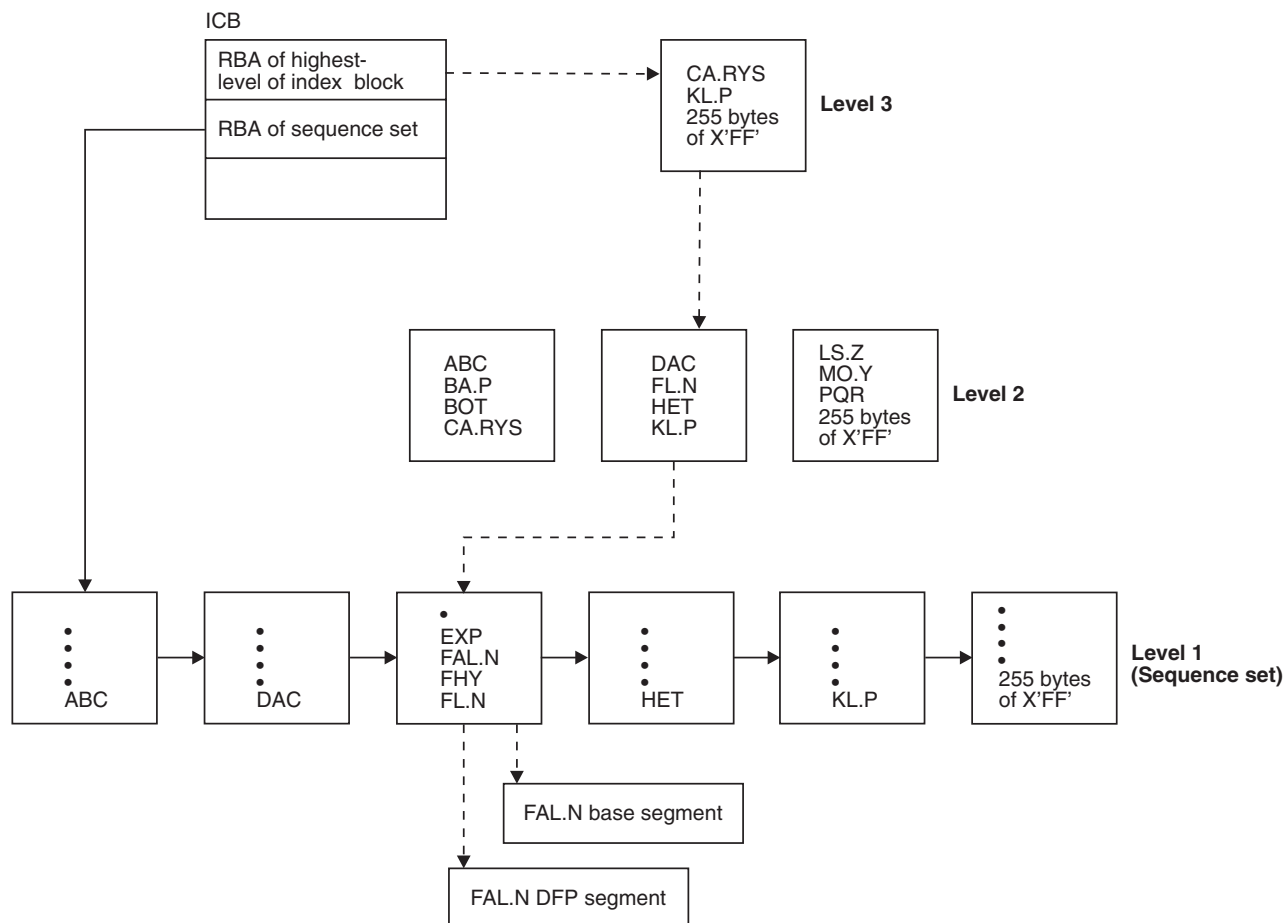 ICB
RBA of highest-
level of index block
RBA of sequence set
CA.RYS
KL.P
255 bytes
of X'FF'
Level 3
ABC
BA.P
BOT
CA.RYS
DAC
FL.N
HET
KL.P
LS.Z
MO.Y
PQR
255 bytes
of X'FF'
Level 2
ABC
DAC
EXP
FAL.N
FHY
FL.N
HET
KL.P
255 bytes
of X'FF'
Level 1
(Sequence set)
FAL.N base segment
FAL.N DFP segment